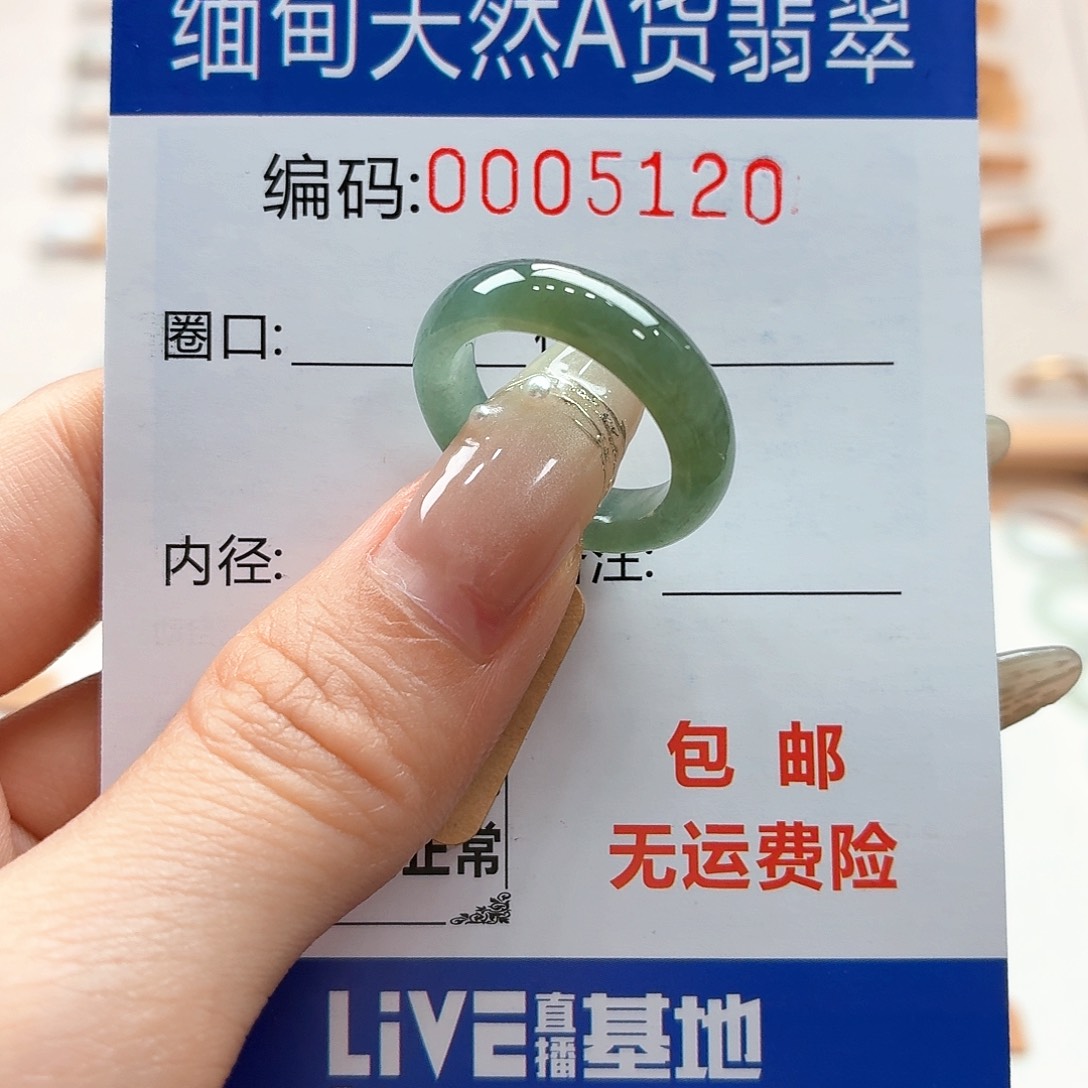 缅甸天然A货翡翠
编码:0005120
圈口:
内径:
注:
包 邮
正常
无运费险
LiVE直播基地